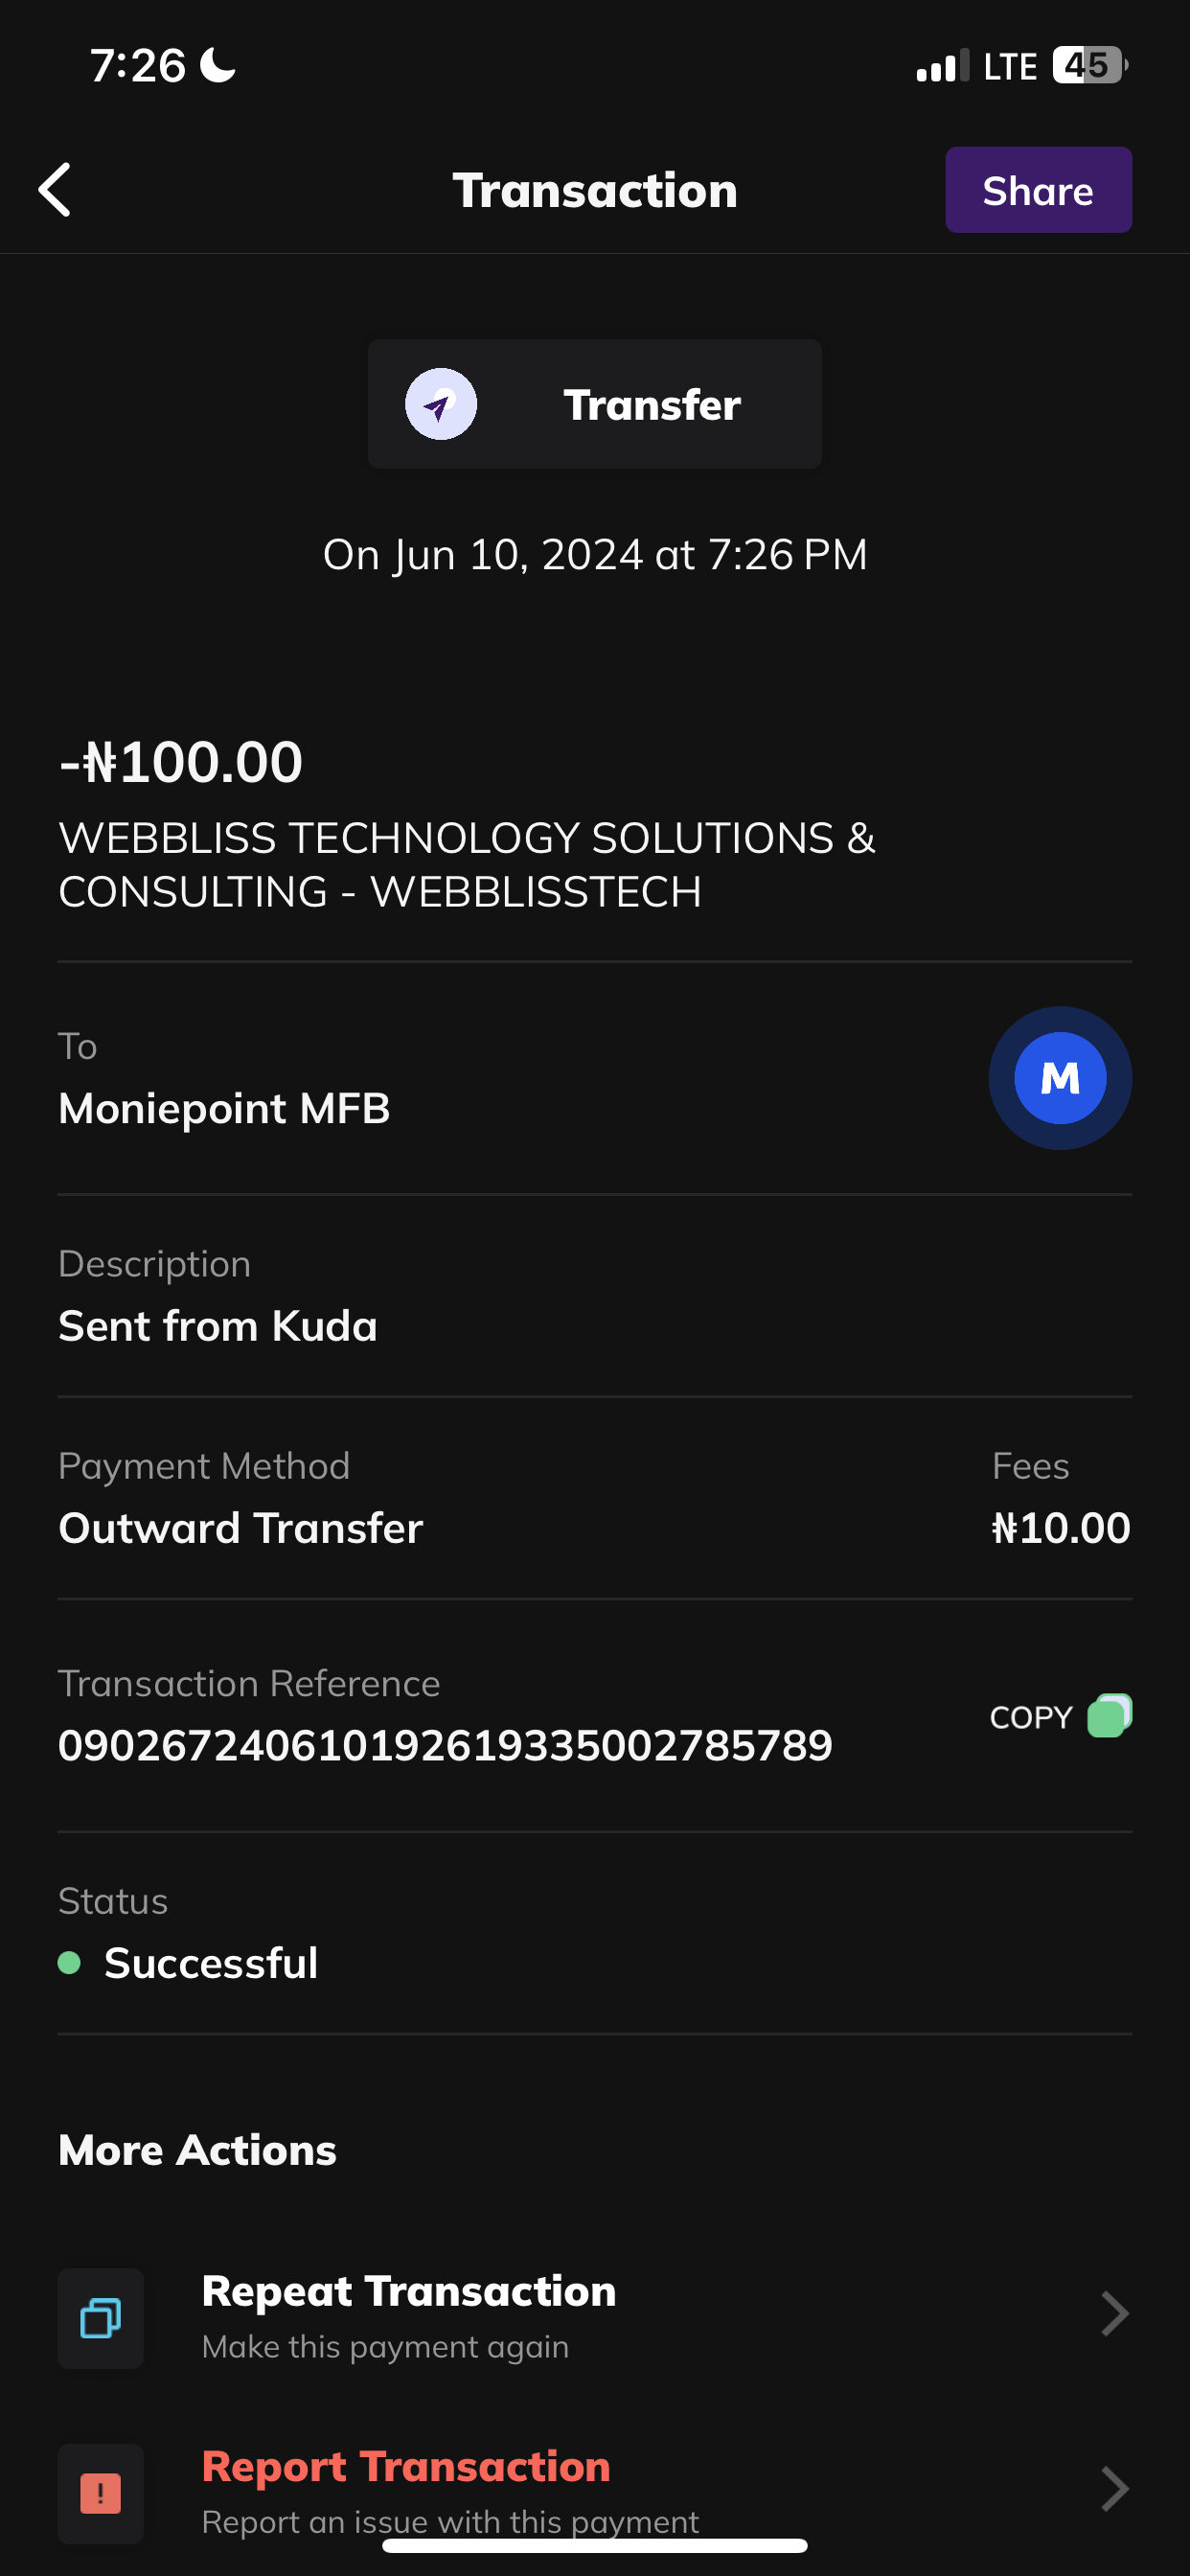 7:26
LTE 45
Transaction
Share
Transfer
On Jun 10, 2024 at 7:26 PM
-₦100.00
WEBBLISS TECHNOLOGY SOLUTIONS &
CONSULTING - WEBBLISSTECH
To
Moniepoint MFB
M
Description
Sent from Kuda
Payment Method
Fees
Outward Transfer
₦10.00
Transaction Reference
090267240610192619335002785789
COPY
Status
Successful
More Actions
Repeat Transaction
Make this payment again
!
Report Transaction
Report an issue with this payment